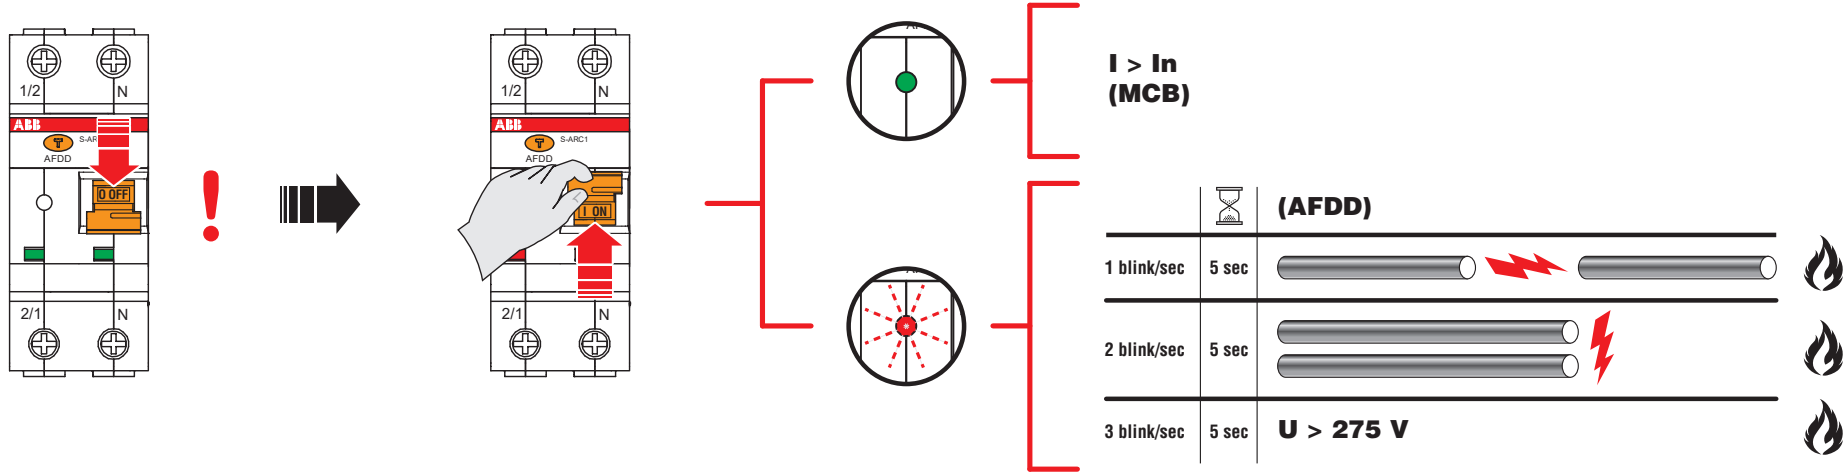 1/2 N
ABB
S-AR
AFDD
O OFF
2/1 N
!
1/2 N
ABB
S-ARC1
AFDD
I ON
2/1 N
I > In
(MCB)
(AFDD)
1 blink/sec 5 sec
2 blink/sec 5 sec
3 blink/sec 5 sec U > 275 V